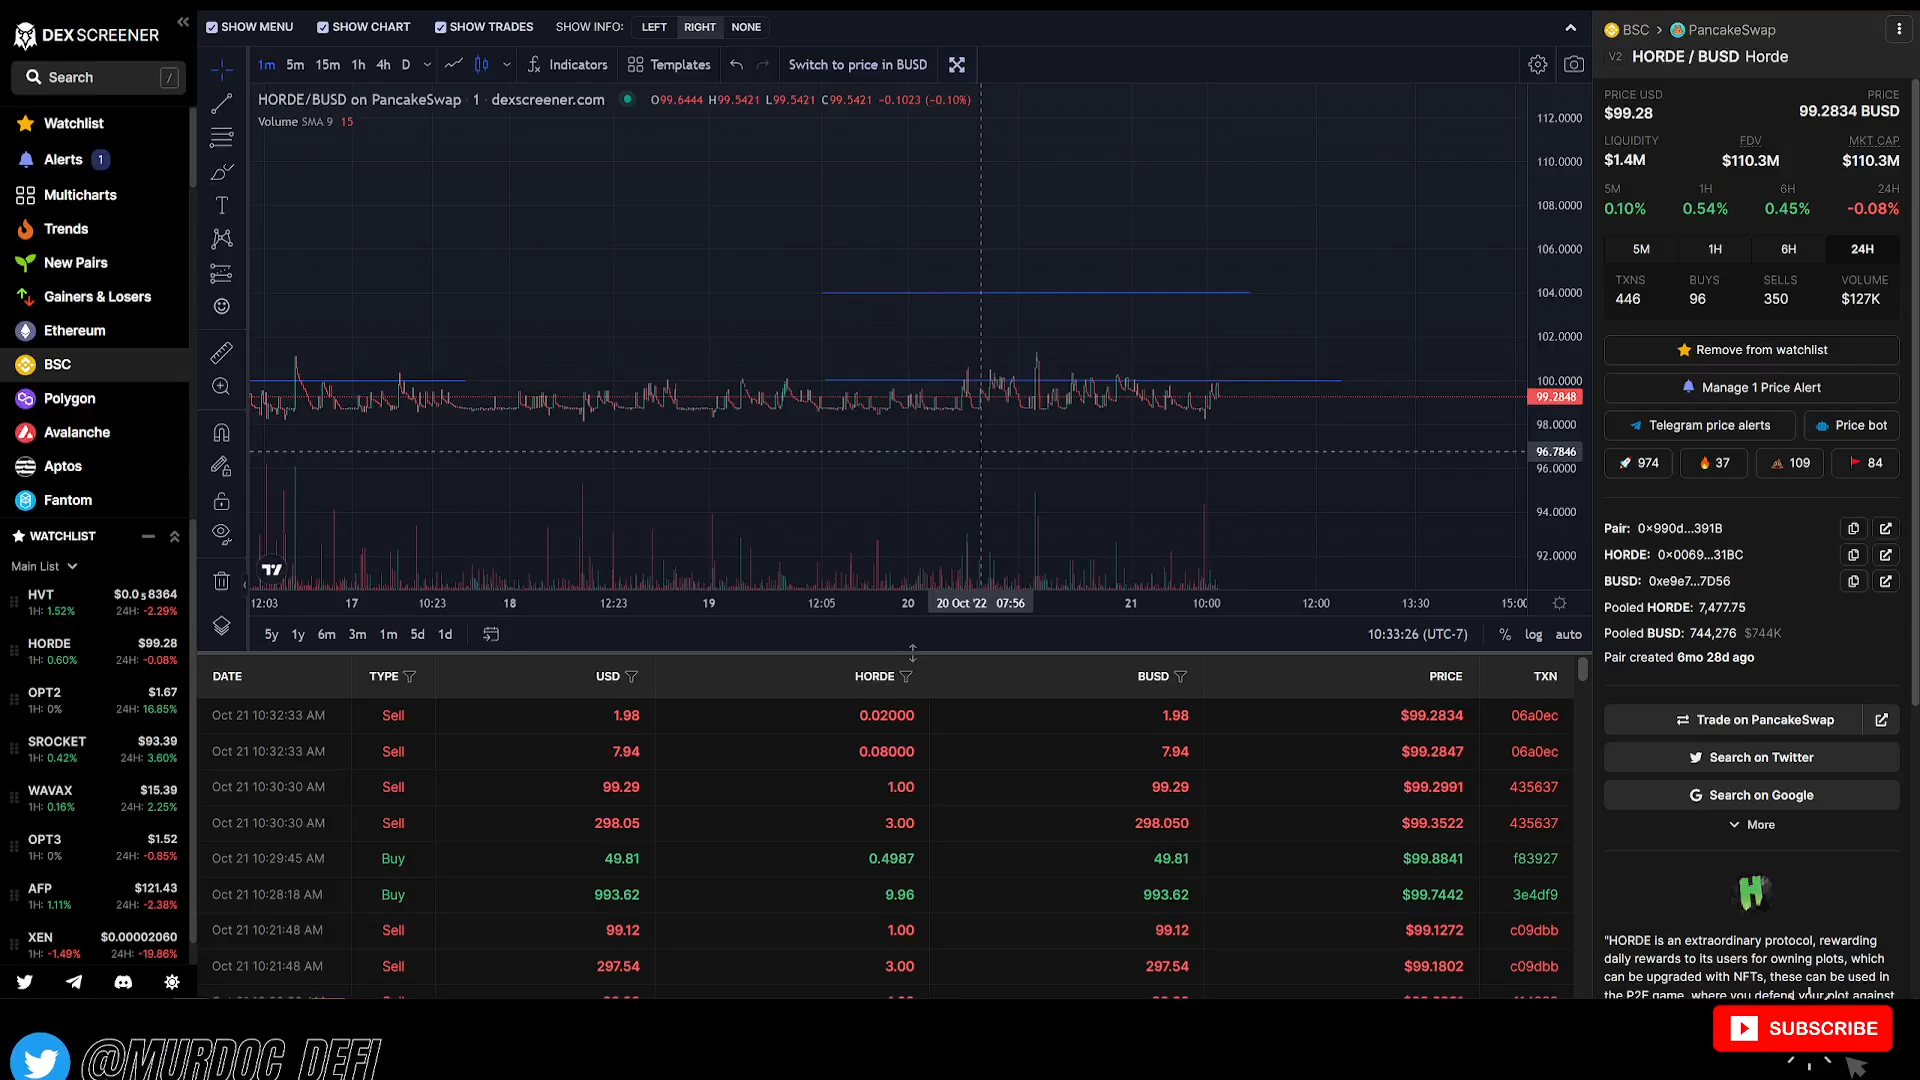 DEX SCREENER
Search /
Watchlist
Alerts 1
Multicharts
Trends
New Pairs
Gainers & Losers
Ethereum
BSC
Polygon
Avalanche
Aptos
Fantom
WATCHLIST
Main List
HVT $0.0₅8364
1H: 1.52% 24H: -2.29%
HORDE $99.28
1H: 0.60% 24H: -0.08%
OPT2 $1.67
1H: 0% 24H: 16.85%
SROCKET $93.39
1H: 0.42% 24H: 3.60%
WAVAX $15.39
1H: 0.16% 24H: 2.25%
OPT3 $1.52
1H: 0% 24H: -0.85%
AFP $121.43
1H: 1.11% 24H: -2.38%
XEN $0.00002060
1H: -1.49% 24H: -19.86%
SHOW MENU SHOW CHART SHOW TRADES SHOW INFO: LEFT RIGHT NONE
1m 5m 15m 1h 4h D Indicators Templates Switch to price in BUSD
HORDE/BUSD on PancakeSwap · 1 · dexscreener.com O99.6444 H99.5421 L99.5421 C99.5421 -0.1023 (-0.10%)
Volume SMA 9 15
112.0000
110.0000
108.0000
106.0000
104.0000
102.0000
100.0000
99.2848
98.0000
96.7846
96.0000
94.0000
92.0000
12:03 17 10:23 18 12:23 19 12:05 20 20 Oct '22 07:56 21 10:00 12:00 13:30 15:00
5y 1y 6m 3m 1m 5d 1d 10:33:26 (UTC-7) % log auto
DATE TYPE USD HORDE BUSD PRICE TXN
Oct 21 10:32:33 AM Sell 1.98 0.02000 1.98 $99.2834 06a0ec
Oct 21 10:32:33 AM Sell 7.94 0.08000 7.94 $99.2847 06a0ec
Oct 21 10:30:30 AM Sell 99.29 1.00 99.29 $99.2991 435637
Oct 21 10:30:30 AM Sell 298.05 3.00 298.050 $99.3522 435637
Oct 21 10:29:45 AM Buy 49.81 0.4987 49.81 $99.8841 f83927
Oct 21 10:28:18 AM Buy 993.62 9.96 993.62 $99.7442 3e4df9
Oct 21 10:21:48 AM Sell 99.12 1.00 99.12 $99.1272 c09dbb
Oct 21 10:21:48 AM Sell 297.54 3.00 297.54 $99.1802 c09dbb
BSC > PancakeSwap
V2 HORDE / BUSD Horde
PRICE USD PRICE
$99.28 99.2834 BUSD
LIQUIDITY FDV MKT CAP
$1.4M $110.3M $110.3M
5M 1H 6H 24H
0.10% 0.54% 0.45% -0.08%
5M 1H 6H 24H
TXNS BUYS SELLS VOLUME
446 96 350 $127K
Remove from watchlist
Manage 1 Price Alert
Telegram price alerts Price bot
974 37 109 84
Pair: 0x990d...391B
HORDE: 0x0069...31BC
BUSD: 0xe9e7...7D56
Pooled HORDE: 7,477.75
Pooled BUSD: 744,276 $744K
Pair created 6mo 28d ago
Trade on PancakeSwap
Search on Twitter
Search on Google
More
H
"HORDE is an extraordinary protocol, rewarding
daily rewards to its users for owning plots, which
can be upgraded with NFTs, these can be used in
the P2E game, where you defend your plot against
SUBSCRIBE
@MURDOC_DEFI